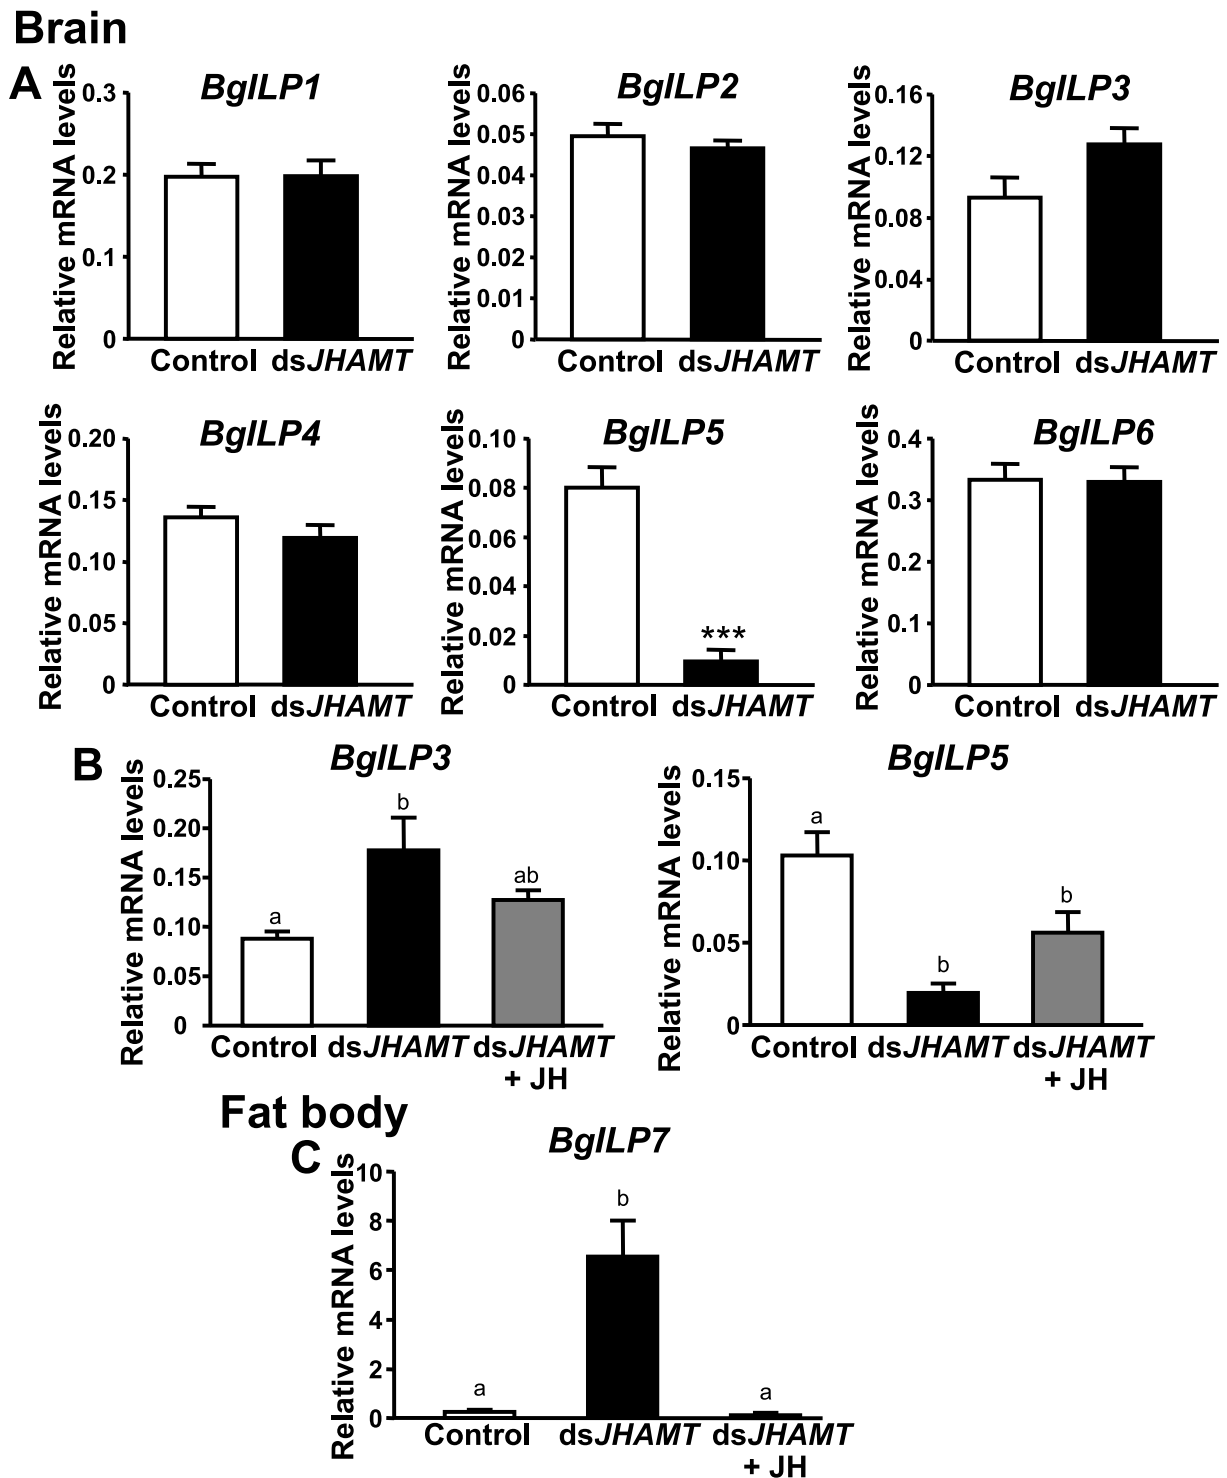 Brain
A
BgILP1
Relative mRNA levels
0.3
0.2
0.1
0
Control dsJHAMT
BgILP2
Relative mRNA levels
0.06
0.05
0.04
0.03
0.02
0.01
0
Control dsJHAMT
BgILP3
Relative mRNA levels
0.16
0.12
0.08
0.04
0
Control dsJHAMT
BgILP4
Relative mRNA levels
0.20
0.15
0.10
0.05
0
Control dsJHAMT
BgILP5
Relative mRNA levels
0.10
0.08
0.06
0.04
0.02
0
***
Control dsJHAMT
BgILP6
Relative mRNA levels
0.4
0.3
0.2
0.1
0
Control dsJHAMT
B
BgILP3
Relative mRNA levels
0.25
0.20
0.15
0.10
0.05
0
a
b
ab
Control dsJHAMT dsJHAMT
+ JH
BgILP5
Relative mRNA levels
0.15
0.10
0.05
0
a
b
b
Control dsJHAMT dsJHAMT
+ JH
Fat body
C
BgILP7
Relative mRNA levels
10
8
6
4
2
0
a
b
a
Control dsJHAMT dsJHAMT
+ JH